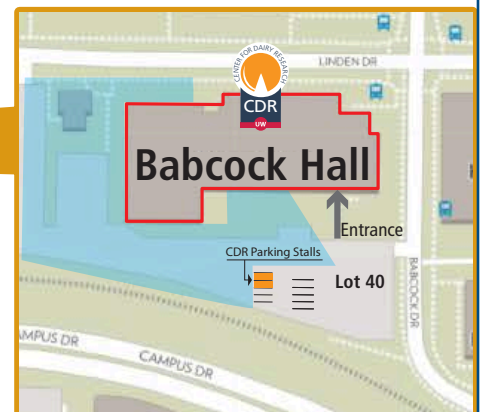 CENTER FOR DAIRY RESEARCH
LINDEN DR
CDR
UW
Babcock Hall
Entrance
CDR Parking Stalls
Lot 40
BABCOCK DR
AMPUS DR
CAMPUS DR